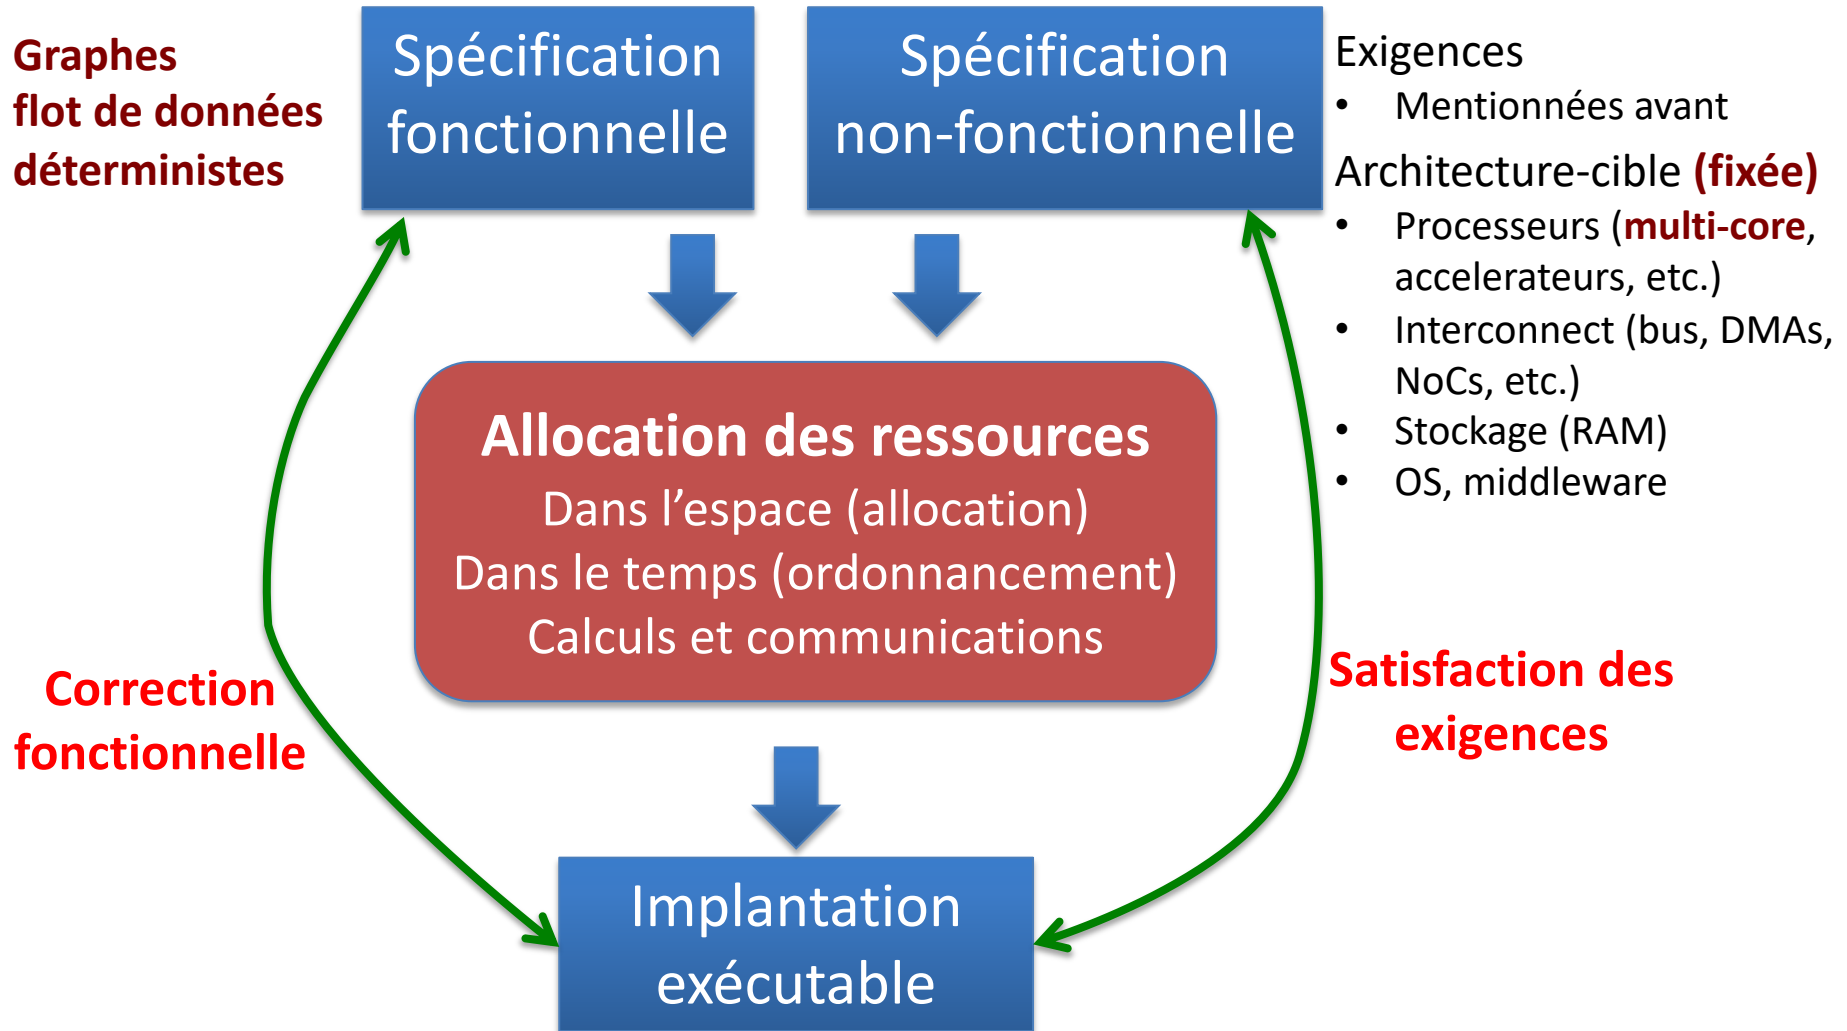 Graphes
flot de données
déterministes
Spécification
fonctionnelle
Spécification
non-fonctionnelle
Exigences
• Mentionnées avant
Architecture-cible (fixée)
• Processeurs (multi-core,
accelerateurs, etc.)
• Interconnect (bus, DMAs,
NoCs, etc.)
• Stockage (RAM)
• OS, middleware
Allocation des ressources
Dans l’espace (allocation)
Dans le temps (ordonnancement)
Calculs et communications
Correction
fonctionnelle
Satisfaction des
exigences
Implantation
exécutable